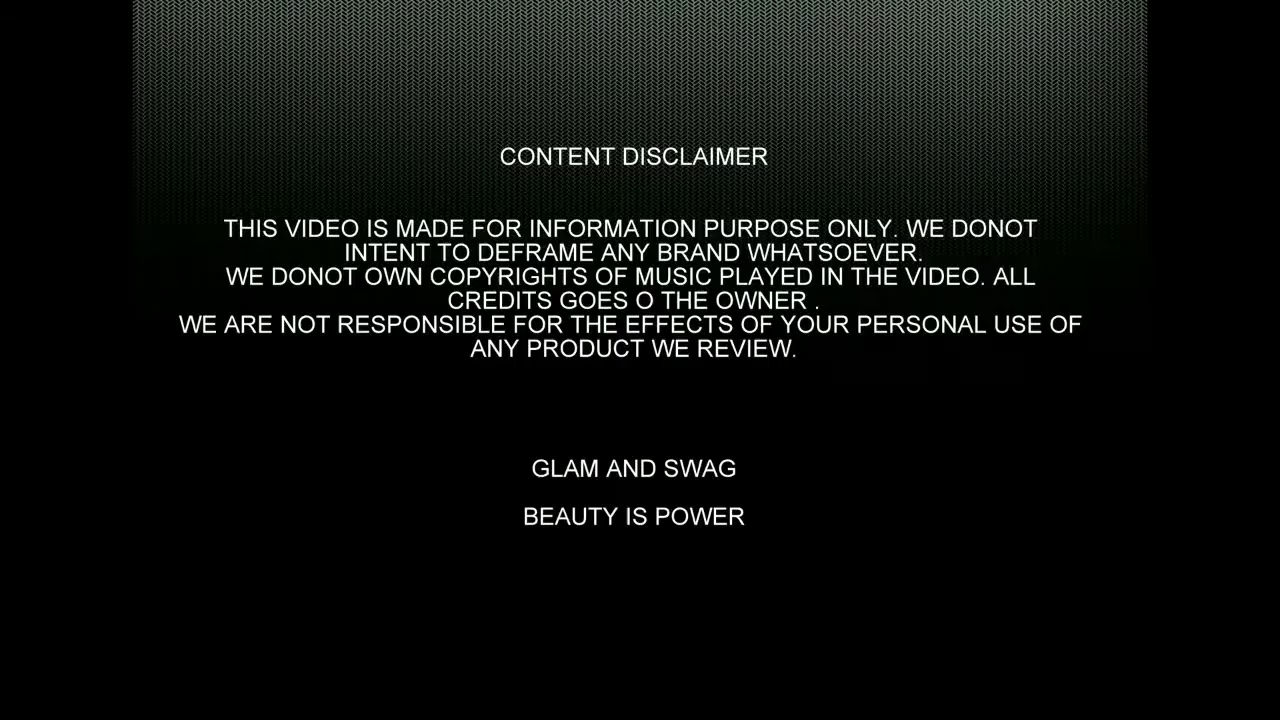 CONTENT DISCLAIMER
THIS VIDEO IS MADE FOR INFORMATION PURPOSE ONLY. WE DONOT
INTENT TO DEFRAME ANY BRAND WHATSOEVER.
WE DONOT OWN COPYRIGHTS OF MUSIC PLAYED IN THE VIDEO. ALL
CREDITS GOES O THE OWNER .
WE ARE NOT RESPONSIBLE FOR THE EFFECTS OF YOUR PERSONAL USE OF
ANY PRODUCT WE REVIEW.
GLAM AND SWAG
BEAUTY IS POWER